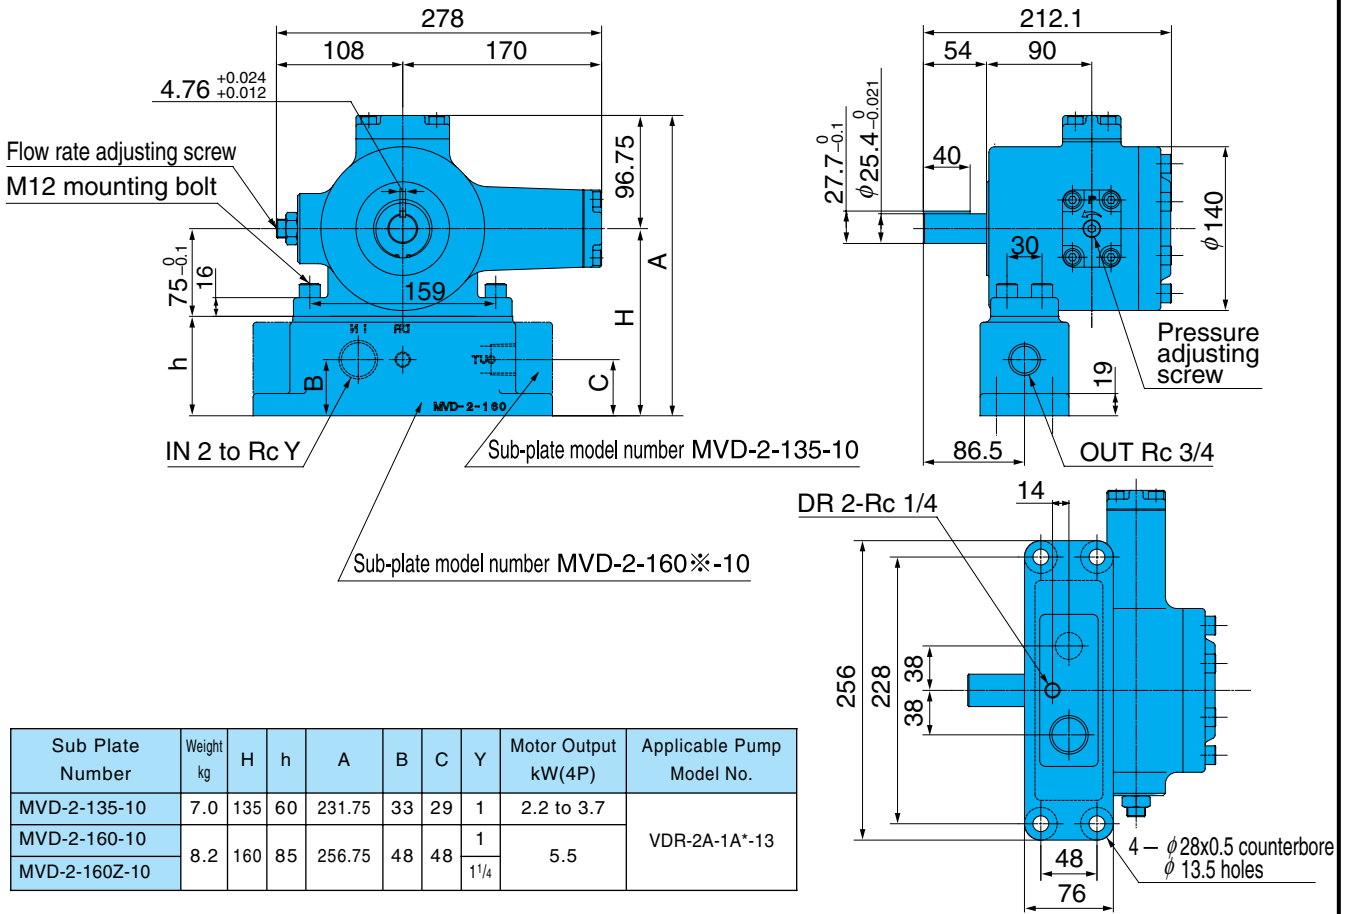 278
108
170
4.76 +0.024 +0.012
Flow rate adjusting screw
M12 mounting bolt
96.75
A
H
75 0 -0.1
16
159
h
B
C
IN
DR
OUT
MVD-2-160
IN 2 to Rc Y
Sub-plate model number MVD-2-135-10
Sub-plate model number MVD-2-160※-10
212.1
54
90
27.7 0 -0.1
ϕ25.4 0 -0.021
40
ϕ140
30
Pressure
adjusting
screw
19
86.5
OUT Rc 3/4
14
DR 2-Rc 1/4
256
228
38
38
48
76
4 – ϕ28x0.5 counterbore
ϕ 13.5 holes
Sub Plate Number | Weight kg | H | h | A | B | C | Y | Motor Output kW(4P) | Applicable Pump Model No.
MVD-2-135-10 | 7.0 | 135 | 60 | 231.75 | 33 | 29 | 1 | 2.2 to 3.7 | VDR-2A-1A*-13
MVD-2-160-10 | 8.2 | 160 | 85 | 256.75 | 48 | 48 | 1 | 5.5
MVD-2-160Z-10 | 1 1/4